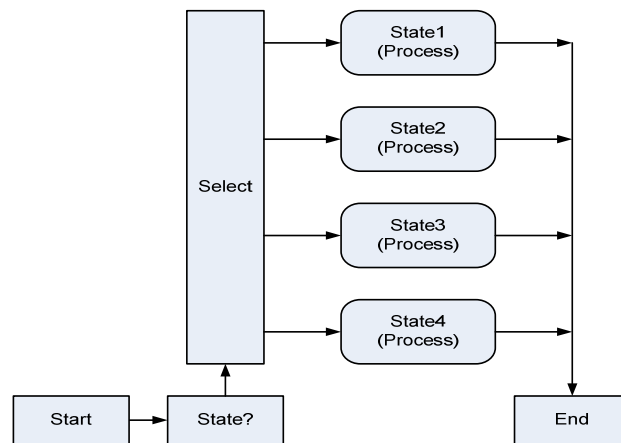 State1
(Process)
State2
(Process)
Select
State3
(Process)
State4
(Process)
Start
State?
End